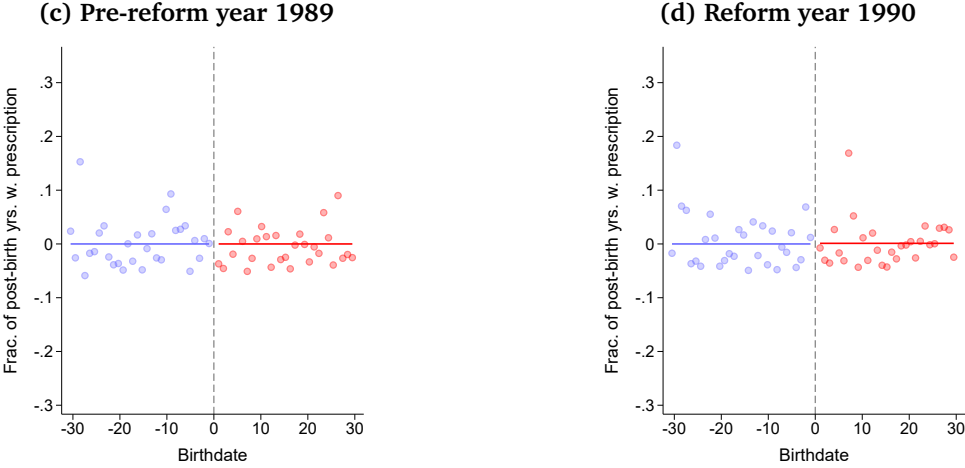 (c) Pre-reform year 1989
Frac. of post-birth yrs. w. prescription
.3
.2
.1
0
-.1
-.2
-.3
-30 -20 -10 0 10 20 30
Birthdate
(d) Reform year 1990
Frac. of post-birth yrs. w. prescription
.3
.2
.1
0
-.1
-.2
-.3
-30 -20 -10 0 10 20 30
Birthdate